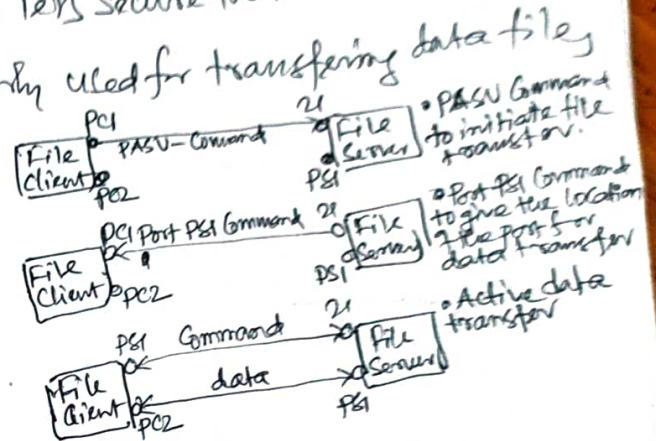 less secure
used for transferring data files
PC1 PASV-Command 21
File Client
PC2
File Server
PS1
• PASV Command
to initiate file
transfer.
PC1 Port PS1 Command 21
File Client
PC2
File Server
PS1
• Port PS1 Command
to give the location
of the port for
data transfer
PS1 Command 21
File Client
data
PC2
File Server
PS1
• Active data
transfer